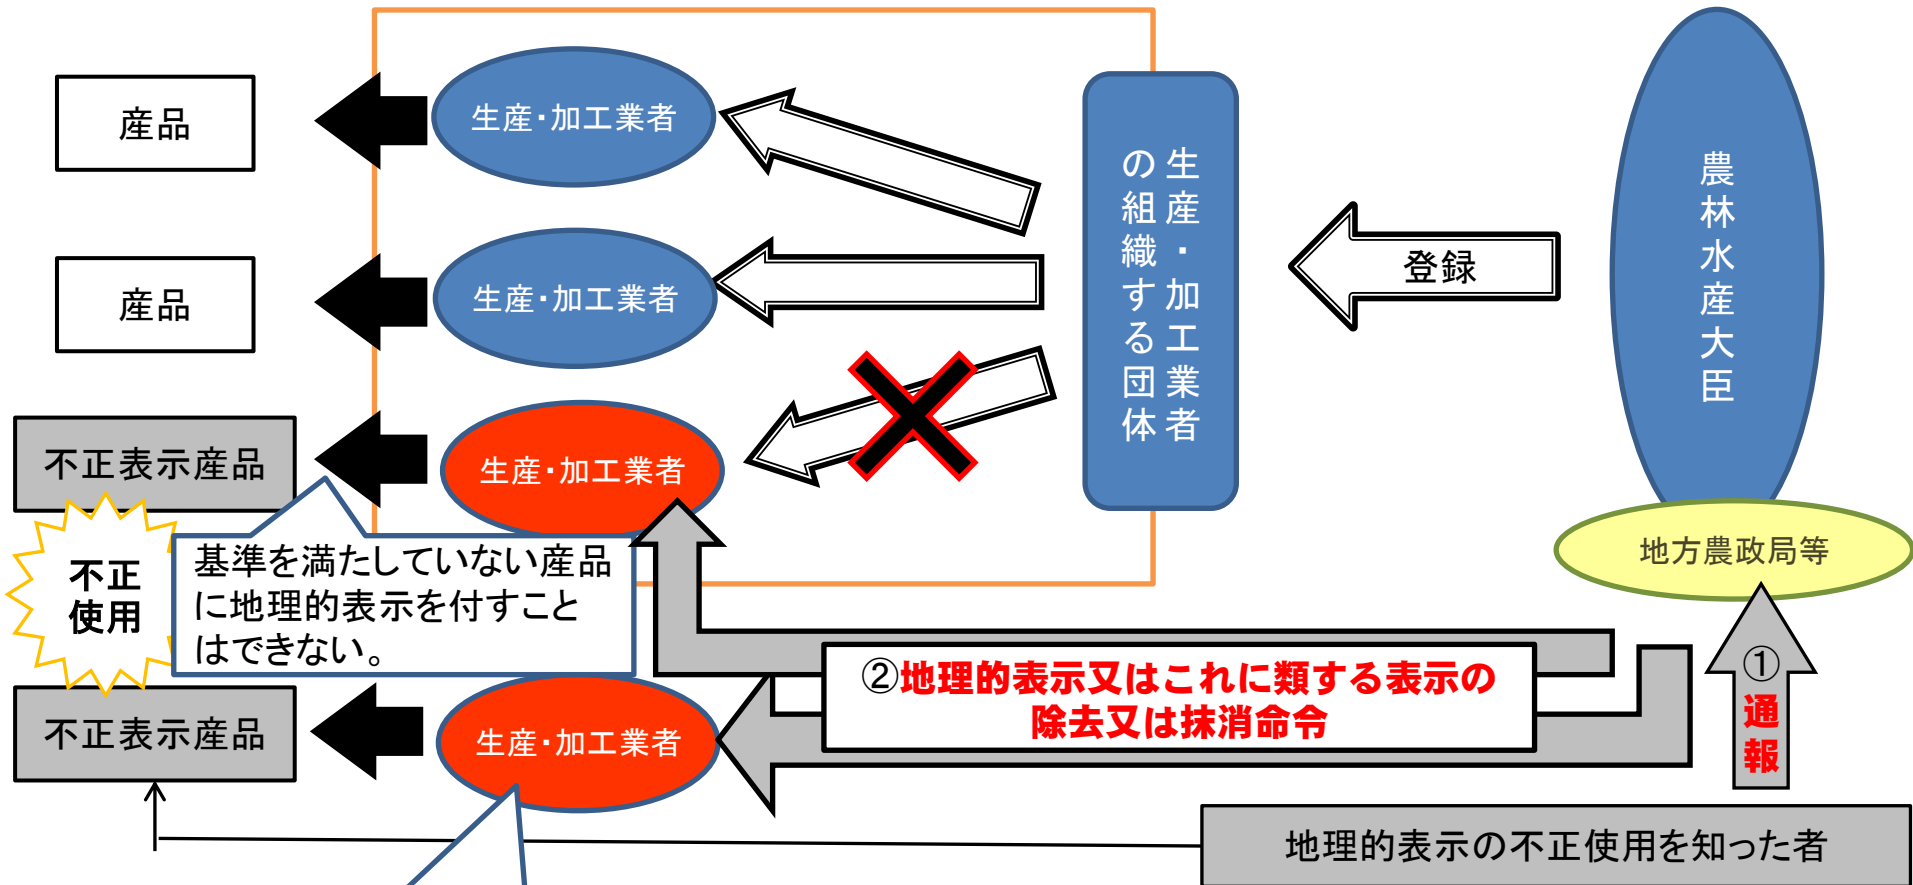 産品
生産・加工業者
産品
生産・加工業者
不正表示産品
生産・加工業者
生産・加工業者
の組織する団体
登録
農林水産大臣
地方農政局等
不正
使用
基準を満たしていない産品
に地理的表示を付すこと
はできない。
不正表示産品
生産・加工業者
②地理的表示又はこれに類する表示の
除去又は抹消命令
①
通報
地理的表示の不正使用を知った者